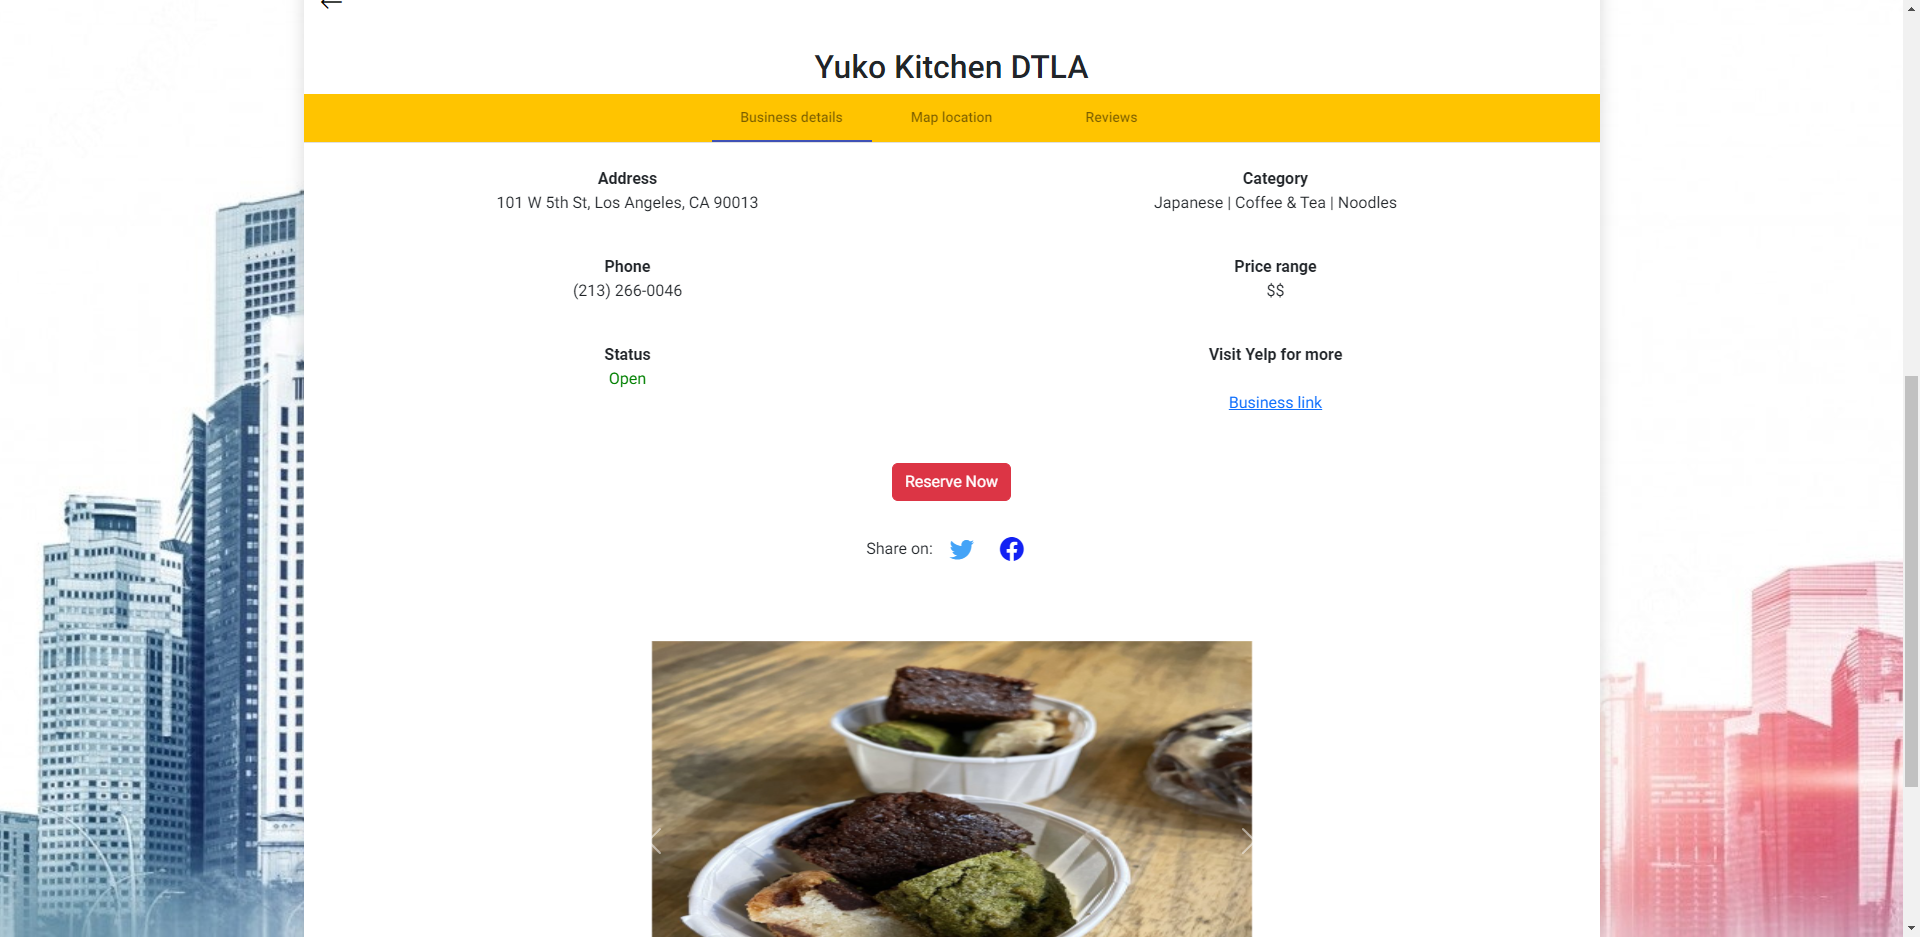 Yuko Kitchen DTLA
Business details
Map location
Reviews
Address
101 W 5th St, Los Angeles, CA 90013
Category
Japanese | Coffee & Tea | Noodles
Phone
(213) 266-0046
Price range
$$
Status
Open
Visit Yelp for more
Business link
Reserve Now
Share on: